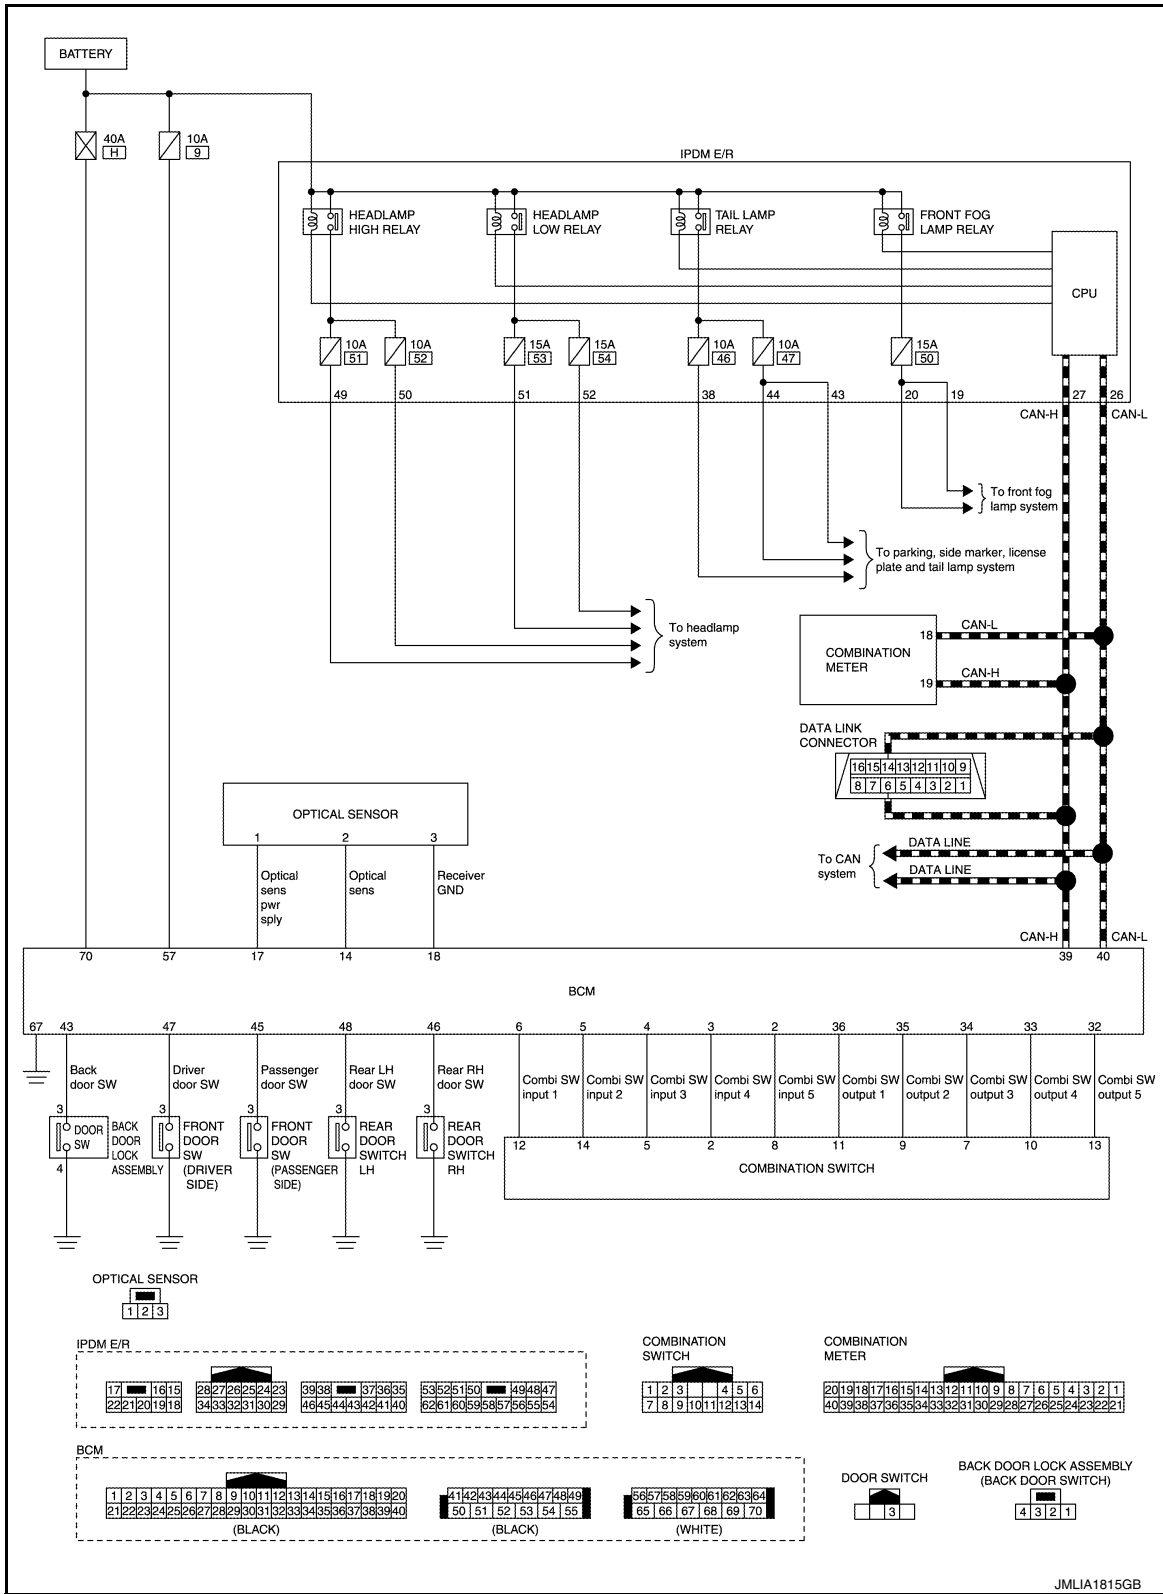 BATTERY
40A
H
10A
9
IPDM E/R
HEADLAMP
HIGH RELAY
HEADLAMP
LOW RELAY
TAIL LAMP
RELAY
FRONT FOG
LAMP RELAY
CPU
10A
51
10A
52
15A
53
15A
54
10A
46
10A
47
15A
50
49 50 51 52 38 44 43 20 19 27 26
CAN-H CAN-L
To front fog
lamp system
To parking, side marker, license
plate and tail lamp system
To headlamp
system
COMBINATION
METER
18 CAN-L
19 CAN-H
DATA LINK
CONNECTOR
16 15 14 13 12 11 10 9
8 7 6 5 4 3 2 1
To CAN
system
DATA LINE
DATA LINE
OPTICAL SENSOR
1 2 3
Optical
sens
pwr
sply
Optical
sens
Receiver
GND
CAN-H CAN-L
70 57 17 14 18 39 40
BCM
67 43 47 45 48 46 6 5 4 3 2 36 35 34 33 32
Back
door SW
Driver
door SW
Passenger
door SW
Rear LH
door SW
Rear RH
door SW
Combi SW
input 1
Combi SW
input 2
Combi SW
input 3
Combi SW
input 4
Combi SW
input 5
Combi SW
output 1
Combi SW
output 2
Combi SW
output 3
Combi SW
output 4
Combi SW
output 5
3 3 3 3 3
DOOR
SW
4
BACK
DOOR
LOCK
ASSEMBLY
FRONT
DOOR
SW
(DRIVER
SIDE)
FRONT
DOOR
SW
(PASSENGER
SIDE)
REAR
DOOR
SWITCH
LH
REAR
DOOR
SWITCH
RH
12 14 5 2 8 11 9 7 10 13
COMBINATION SWITCH
OPTICAL SENSOR
1 2 3
IPDM E/R
17 16 15
22 21 20 19 18
28 27 26 25 24 23
34 33 32 31 30 29
39 38 37 36 35
46 45 44 43 42 41 40
53 52 51 50 49 48 47
62 61 60 59 58 57 56 55 54
COMBINATION
SWITCH
1 2 3 4 5 6
7 8 9 10 11 12 13 14
COMBINATION
METER
20 19 18 17 16 15 14 13 12 11 10 9 8 7 6 5 4 3 2 1
40 39 38 37 36 35 34 33 32 31 30 29 28 27 26 25 24 23 22 21
BCM
1 2 3 4 5 6 7 8 9 10 11 12 13 14 15 16 17 18 19 20
21 22 23 24 25 26 27 28 29 30 31 32 33 34 35 36 37 38 39 40
(BLACK)
41 42 43 44 45 46 47 48 49
50 51 52 53 54 55
(BLACK)
56 57 58 59 60 61 62 63 64
65 66 67 68 69 70
(WHITE)
DOOR SWITCH
3
BACK DOOR LOCK ASSEMBLY
(BACK DOOR SWITCH)
4 3 2 1
JMLIA1815GB